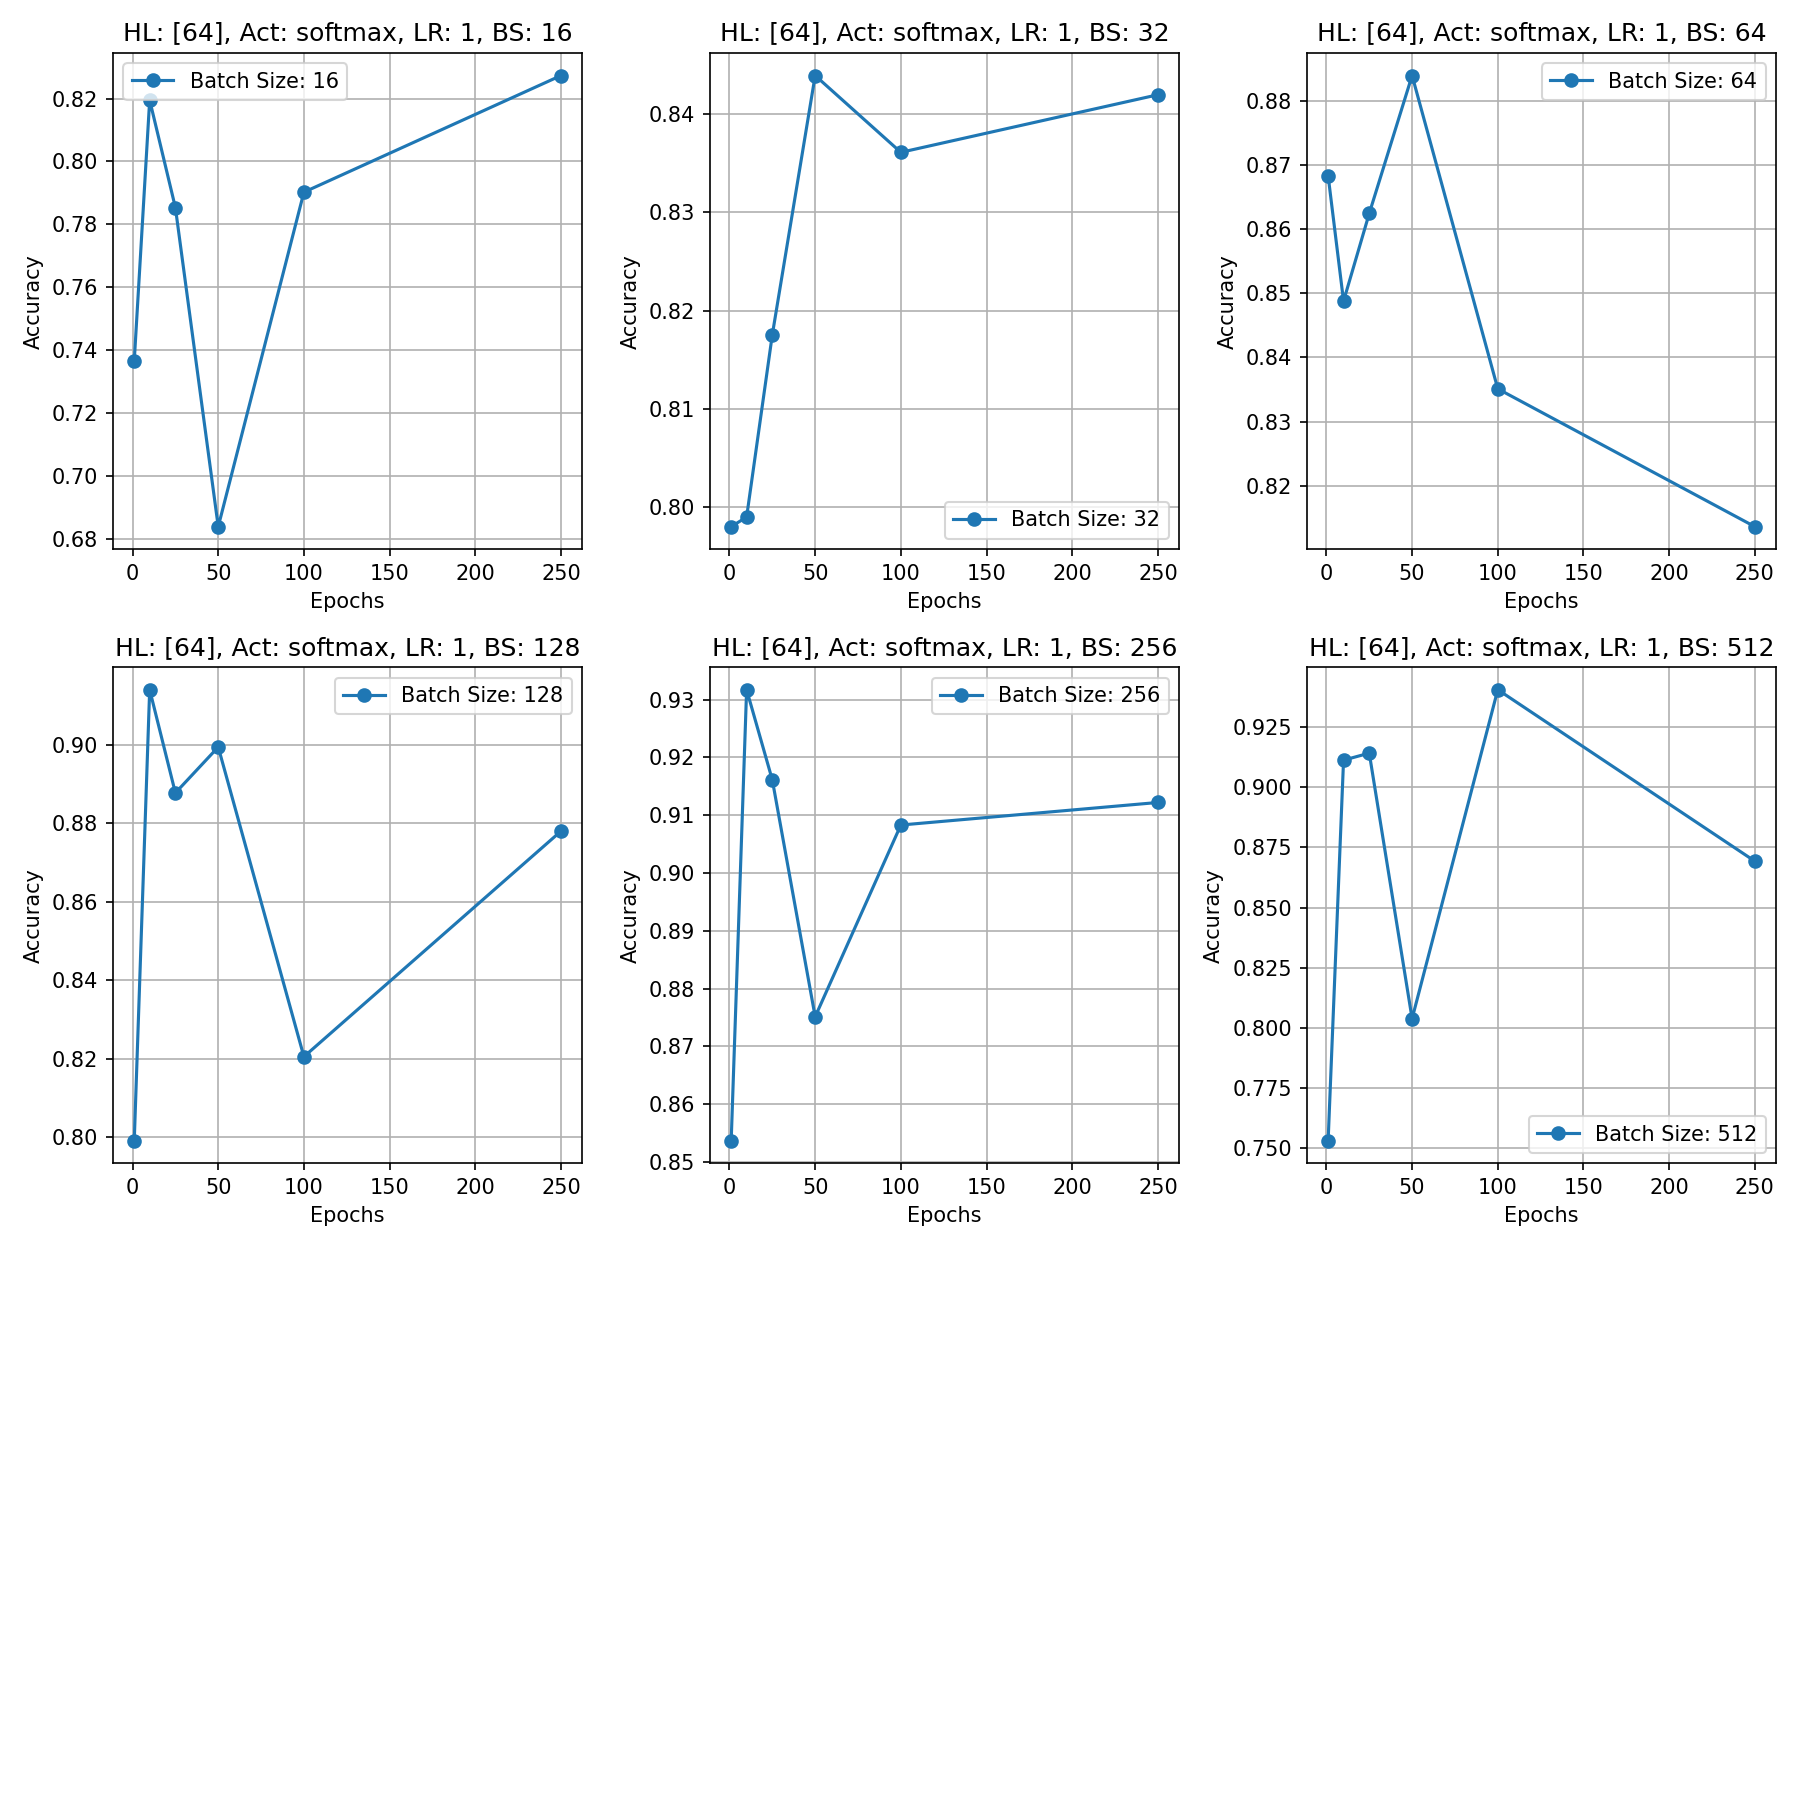 HL: [64], Act: softmax, LR: 1, BS: 16
Batch Size: 16
0.82
0.80
0.78
0.76
0.74
0.72
0.70
0.68
Accuracy
0 50 100 150 200 250
Epochs
HL: [64], Act: softmax, LR: 1, BS: 32
0.84
0.83
0.82
0.81
0.80
Accuracy
Batch Size: 32
0 50 100 150 200 250
Epochs
HL: [64], Act: softmax, LR: 1, BS: 64
Batch Size: 64
0.88
0.87
0.86
0.85
0.84
0.83
0.82
Accuracy
0 50 100 150 200 250
Epochs
HL: [64], Act: softmax, LR: 1, BS: 128
Batch Size: 128
0.90
0.88
0.86
0.84
0.82
0.80
Accuracy
0 50 100 150 200 250
Epochs
HL: [64], Act: softmax, LR: 1, BS: 256
Batch Size: 256
0.93
0.92
0.91
0.90
0.89
0.88
0.87
0.86
0.85
Accuracy
0 50 100 150 200 250
Epochs
HL: [64], Act: softmax, LR: 1, BS: 512
0.925
0.900
0.875
0.850
0.825
0.800
0.775
0.750
Accuracy
Batch Size: 512
0 50 100 150 200 250
Epochs